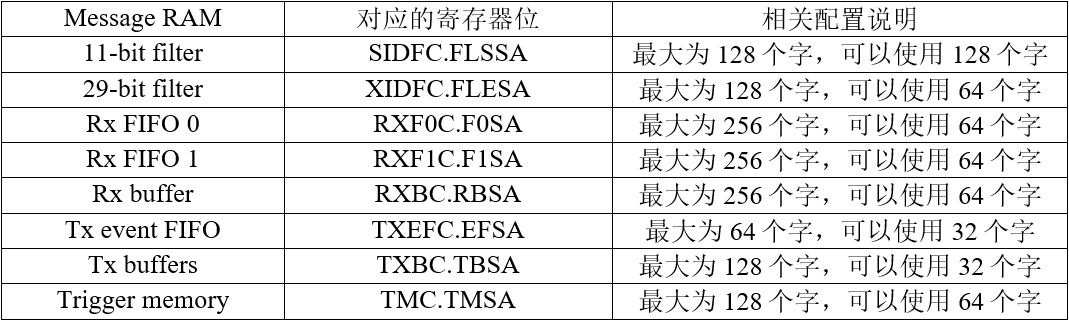 Message RAM 对应的寄存器位 相关配置说明
11-bit filter SIDFC.FLSSA 最大为 128 个字，可以使用 128 个字
29-bit filter XIDFC.FLESA 最大为 128 个字，可以使用 64 个字
Rx FIFO 0 RXF0C.F0SA 最大为 256 个字，可以使用 64 个字
Rx FIFO 1 RXF1C.F1SA 最大为 256 个字，可以使用 64 个字
Rx buffer RXBC.RBSA 最大为 256 个字，可以使用 64 个字
Tx event FIFO TXEFC.EFSA 最大为 64 个字，可以使用 32 个字
Tx buffers TXBC.TBSA 最大为 128 个字，可以使用 32 个字
Trigger memory TMC.TMSA 最大为 128 个字，可以使用 64 个字